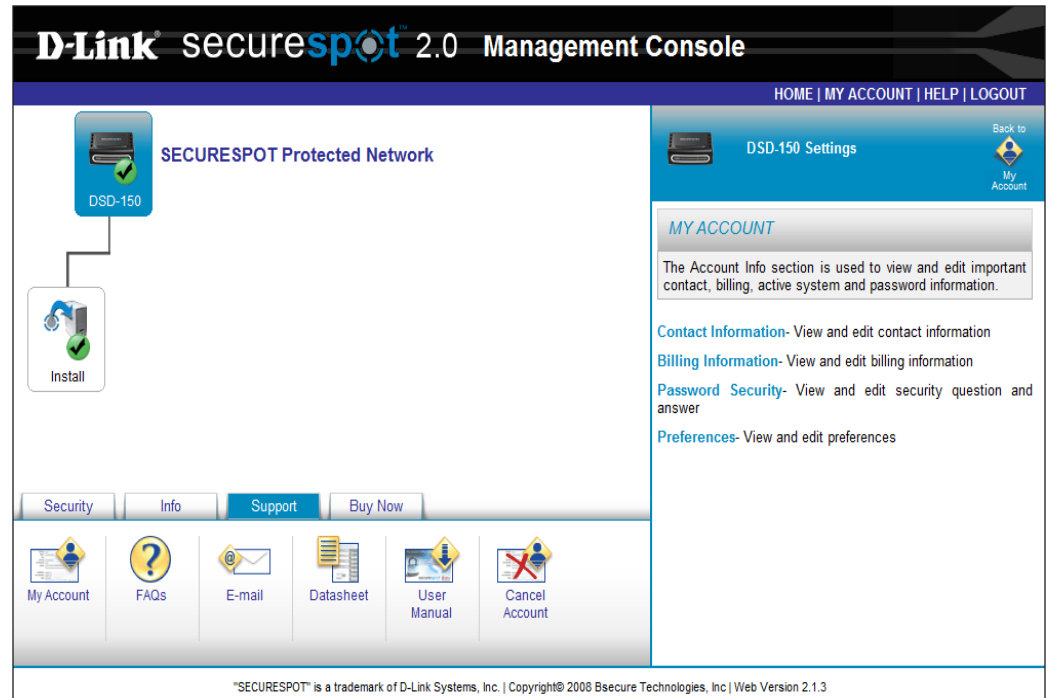 D-Link® securespot™ 2.0 Management Console
HOME | MY ACCOUNT | HELP | LOGOUT
DSD-150
SECURESPOT Protected Network
Install
DSD-150 Settings
Back to
My
Account
MY ACCOUNT
The Account Info section is used to view and edit important
contact, billing, active system and password information.
Contact Information- View and edit contact information
Billing Information- View and edit billing information
Password Security- View and edit security question and
answer
Preferences- View and edit preferences
Security
Info
Support
Buy Now
My Account
FAQs
E-mail
Datasheet
User
Manual
Cancel
Account
"SECURESPOT" is a trademark of D-Link Systems, Inc. | Copyright© 2008 Bsecure Technologies, Inc | Web Version 2.1.3